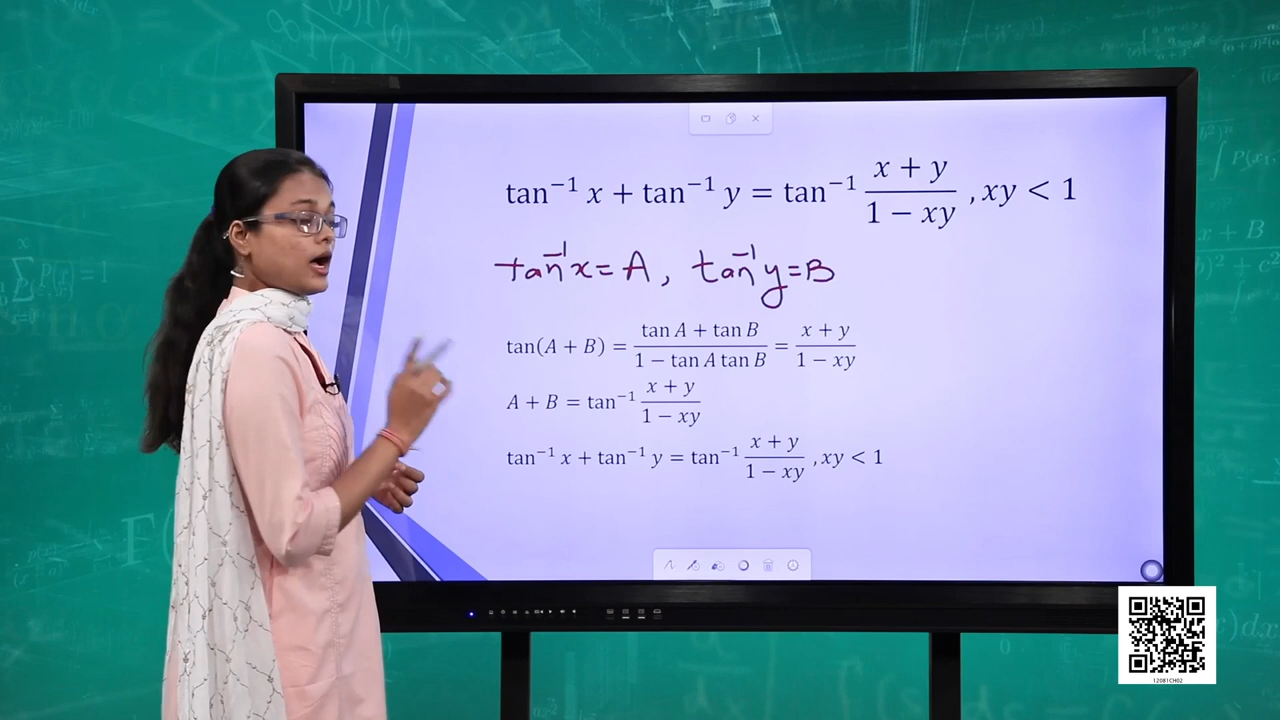 tan⁻¹ x + tan⁻¹ y = tan⁻¹ (x + y)/(1 − xy) , xy < 1
tan⁻¹x = A , tan⁻¹y = B
tan(A + B) = (tan A + tan B)/(1 − tan A tan B) = (x + y)/(1 − xy)
A + B = tan⁻¹ (x + y)/(1 − xy)
tan⁻¹ x + tan⁻¹ y = tan⁻¹ (x + y)/(1 − xy) , xy < 1
12081CH02